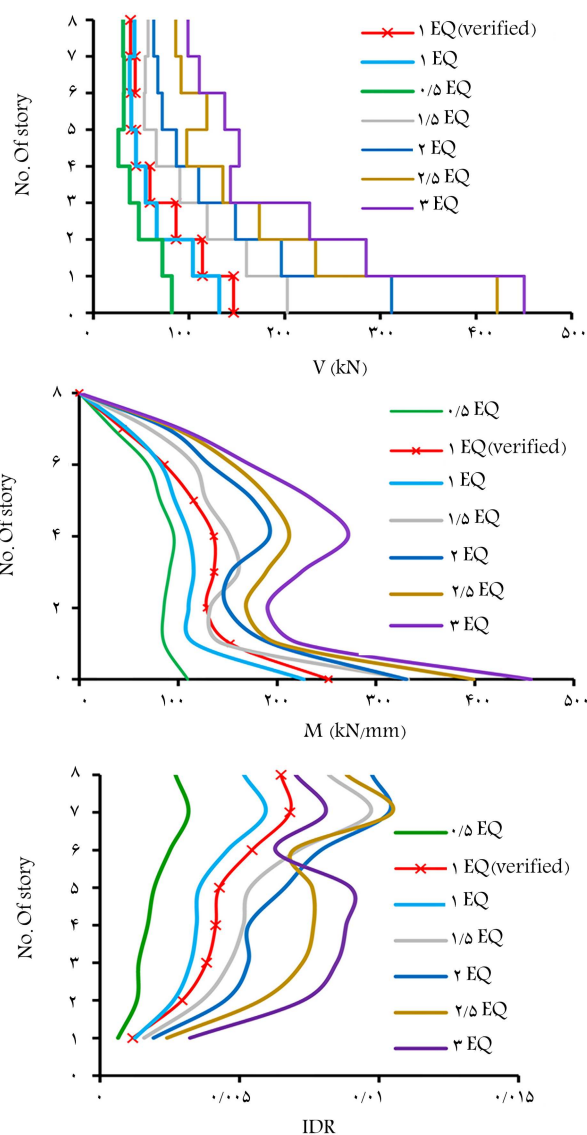 No. Of story
۸
۷
۶
۵
۴
۳
۲
۱
۰
۰ ۱۰۰ ۲۰۰ ۳۰۰ ۴۰۰ ۵۰۰
V (kN)
۱ EQ(verified)
۱ EQ
۰/۵ EQ
۱/۵ EQ
۲ EQ
۲/۵ EQ
۳ EQ
No. Of story
۸
۶
۴
۲
۰
۰ ۱۰۰ ۲۰۰ ۳۰۰ ۴۰۰ ۵۰۰
M (kN/mm)
۰/۵ EQ
۱ EQ(verified)
۱ EQ
۱/۵ EQ
۲ EQ
۲/۵ EQ
۳ EQ
No. Of story
۸
۷
۶
۵
۴
۳
۲
۱
۰
۰ ۰/۰۰۵ ۰/۰۱ ۰/۰۱۵
IDR
۰/۵ EQ
۱ EQ(verified)
۱ EQ
۱/۵ EQ
۲ EQ
۲/۵ EQ
۳ EQ